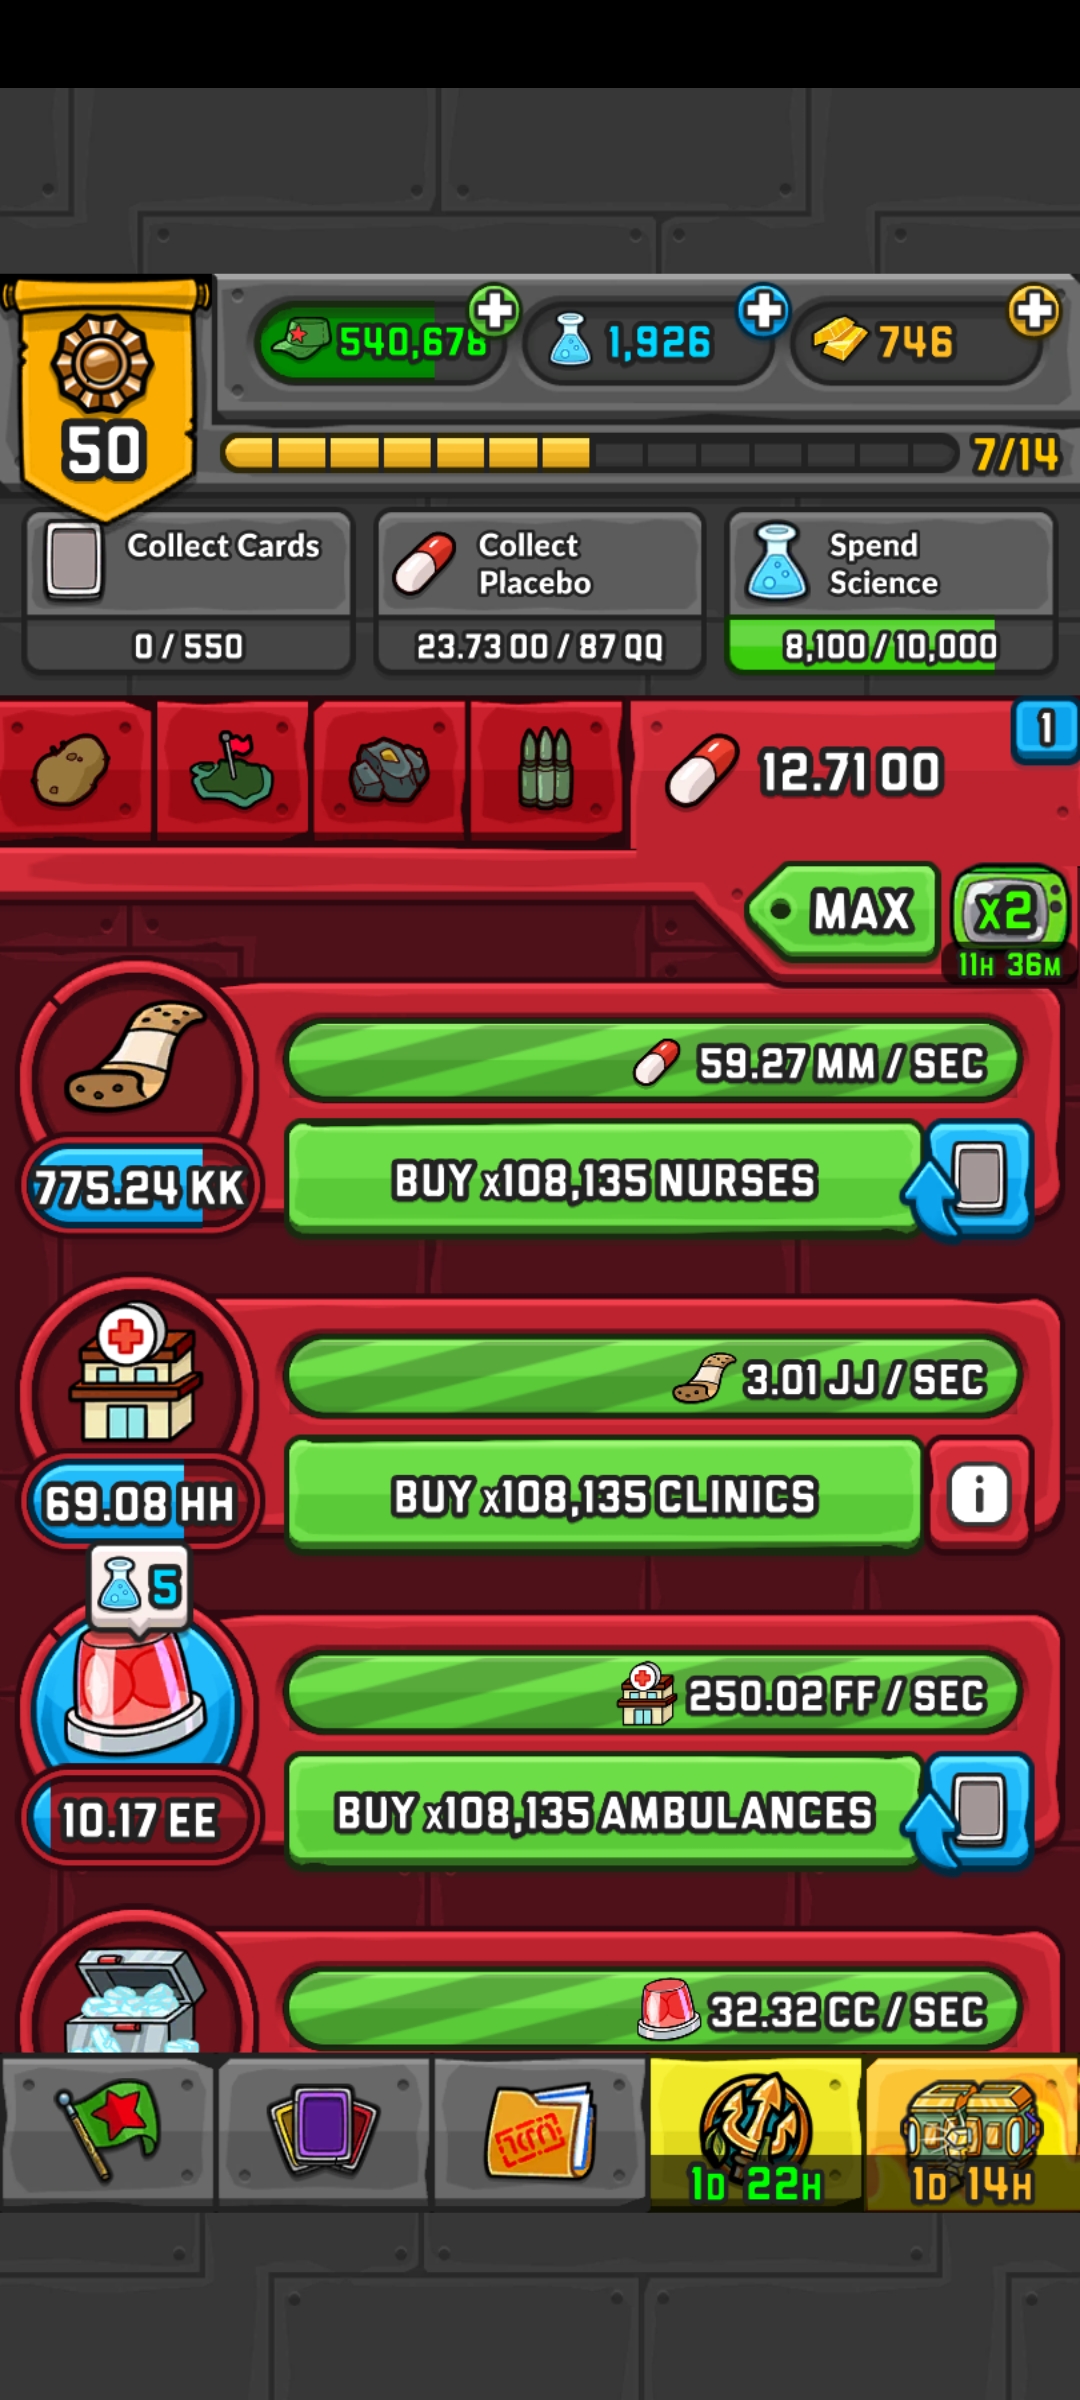 540,678
1,926
746
50
7/14
Collect Cards
0 / 550
Collect
Placebo
23.73 OO / 87 QQ
Spend
Science
8,100 / 10,000
12.71 OO
1
MAX
x2
11H 36M
59.27 MM / SEC
775.24 KK
BUY x108,135 NURSES
3.01 JJ / SEC
69.08 HH
BUY x108,135 CLINICS
i
5
250.02 FF / SEC
10.17 EE
BUY x108,135 AMBULANCES
32.32 CC / SEC
1D 22H
1D 14H